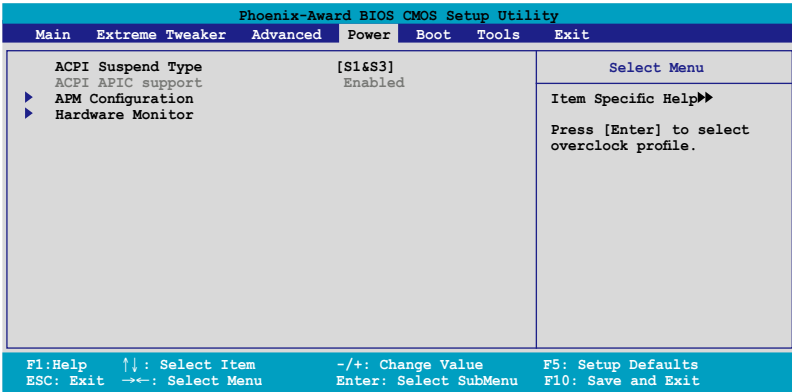 Phoenix-Award BIOS CMOS Setup Utility
Main Extreme Tweaker Advanced Power Boot Tools Exit
ACPI Suspend Type [S1&S3]
ACPI APIC support Enabled
APM Configuration
Hardware Monitor
Select Menu
Item Specific Help
Press [Enter] to select
overclock profile.
F1:Help ↑↓: Select Item -/+: Change Value F5: Setup Defaults
ESC: Exit →←: Select Menu Enter: Select SubMenu F10: Save and Exit